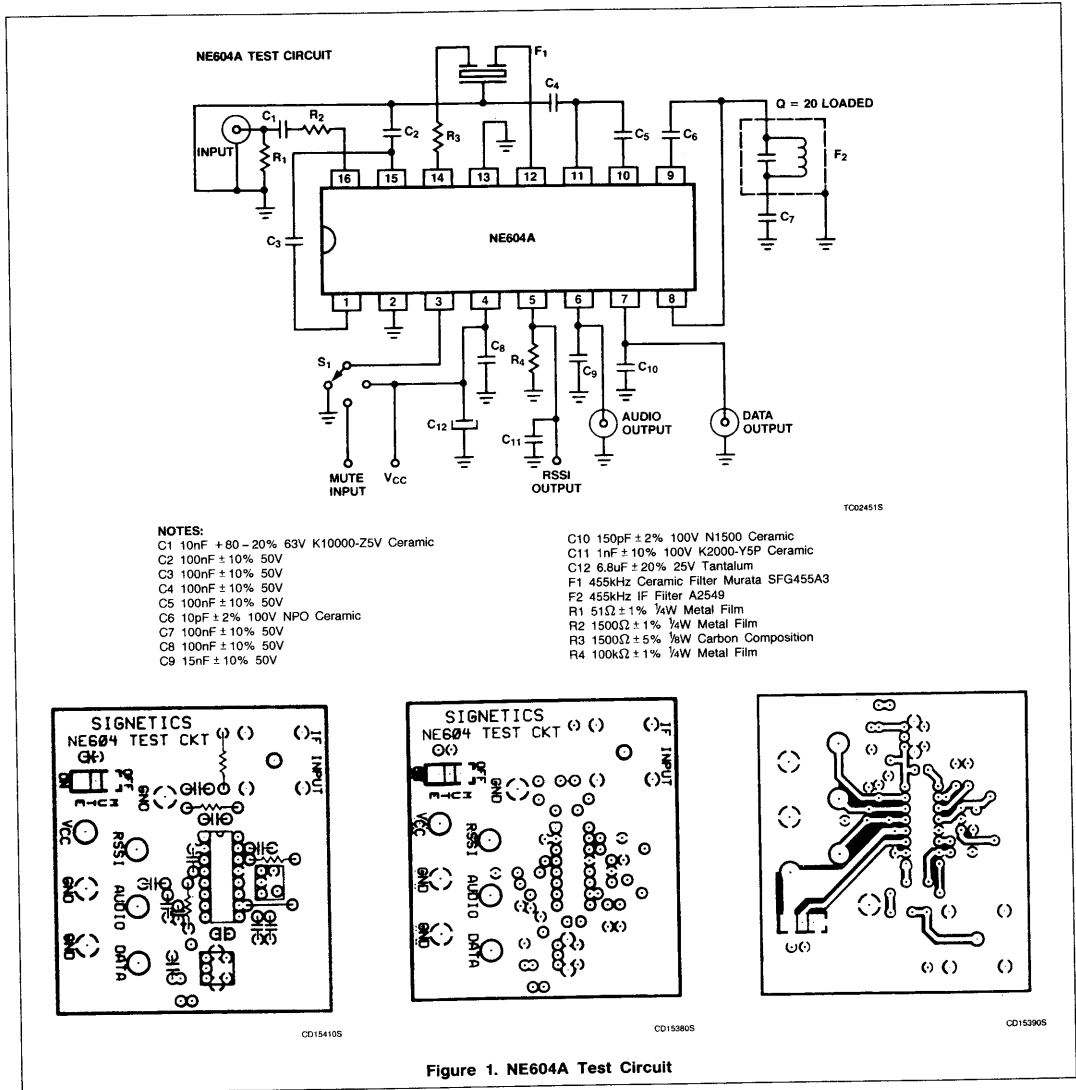 NE604A TEST CIRCUIT
F1
C4
Q = 20 LOADED
C1
R2
C2
R3
C5
C6
F2
INPUT
R1
16
15
14
13
12
11
10
9
C7
C3
NE604A
1
2
3
4
5
6
7
8
S1
C8
R4
C9
C10
C12
C11
AUDIO
OUTPUT
DATA
OUTPUT
MUTE
INPUT
VCC
RSSI
OUTPUT
TC02451S
NOTES:
C1 10nF +80 – 20% 63V K10000-Z5V Ceramic
C2 100nF ± 10% 50V
C3 100nF ± 10% 50V
C4 100nF ± 10% 50V
C5 100nF ± 10% 50V
C6 10pF ± 2% 100V NPO Ceramic
C7 100nF ± 10% 50V
C8 100nF ± 10% 50V
C9 15nF ± 10% 50V
C10 150pF ± 2% 100V N1500 Ceramic
C11 1nF ± 10% 100V K2000-Y5P Ceramic
C12 6.8uF ± 20% 25V Tantalum
F1 455kHz Ceramic Filter Murata SFG455A3
F2 455kHz IF Filter A2549
R1 51Ω ± 1% ¼W Metal Film
R2 1500Ω ± 1% ¼W Metal Film
R3 1500Ω ± 5% ⅛W Carbon Composition
R4 100kΩ ± 1% ¼W Metal Film
SIGNETICS
NE604 TEST CKT
IF INPUT
ON
OFF
MUTE
GND
VCC
RSSI
GND
AUDIO
GND
DATA
CD15410S
SIGNETICS
NE604 TEST CKT
IF INPUT
OFF
MUTE
GND
VCC
RSSI
GND
AUDIO
GND
DATA
CD15380S
CD15390S
Figure 1. NE604A Test Circuit